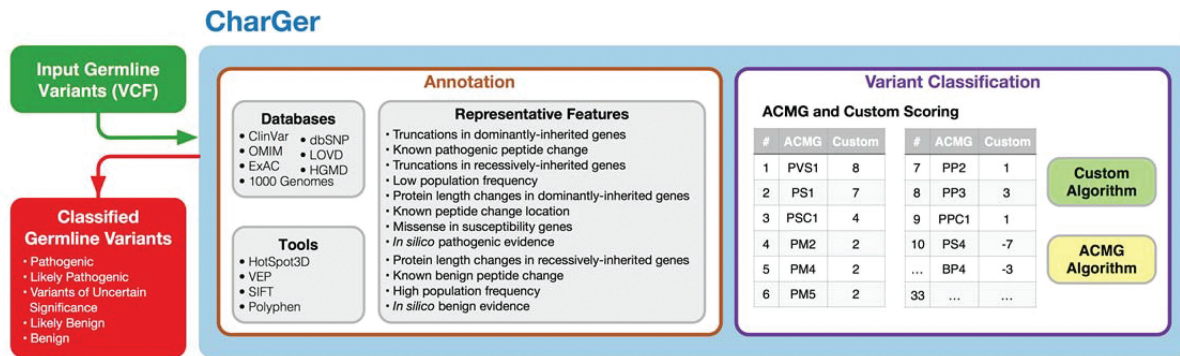 CharGer
Input Germline
Variants (VCF)
Classified
Germline Variants
• Pathogenic
• Likely Pathogenic
• Variants of Uncertain
Significance
• Likely Benign
• Benign
Annotation
Databases
• ClinVar
• OMIM
• ExAC
• 1000 Genomes
• dbSNP
• LOVD
• HGMD
Tools
• HotSpot3D
• VEP
• SIFT
• Polyphen
Representative Features
• Truncations in dominantly-inherited genes
• Known pathogenic peptide change
• Truncations in recessively-inherited genes
• Low population frequency
• Protein length changes in dominantly-inherited genes
• Known peptide change location
• Missense in susceptibility genes
• In silico pathogenic evidence
• Protein length changes in recessively-inherited genes
• Known benign peptide change
• High population frequency
• In silico benign evidence
Variant Classification
ACMG and Custom Scoring
# ACMG Custom
1 PVS1 8
2 PS1 7
3 PSC1 4
4 PM2 2
5 PM4 2
6 PM5 2
# ACMG Custom
7 PP2 1
8 PP3 3
9 PPC1 1
10 PS4 -7
... BP4 -3
33 ... ...
Custom
Algorithm
ACMG
Algorithm